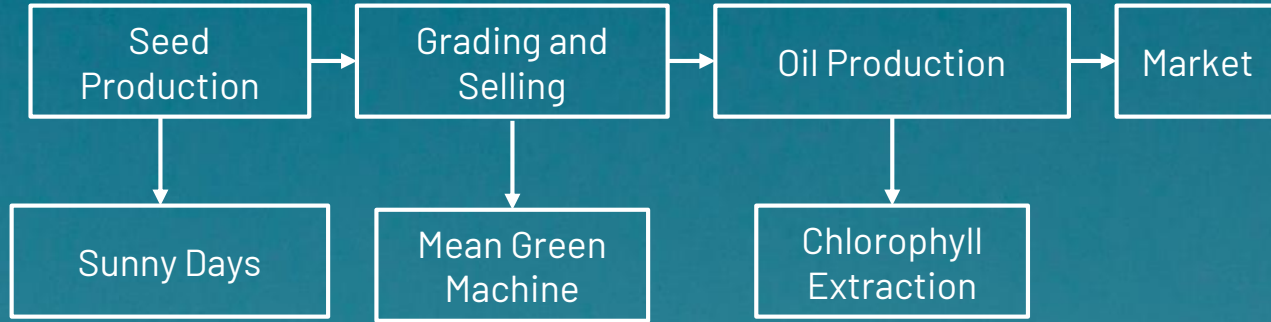 Seed
Production
Grading and
Selling
Oil Production
Market
Sunny Days
Mean Green
Machine
Chlorophyll
Extraction